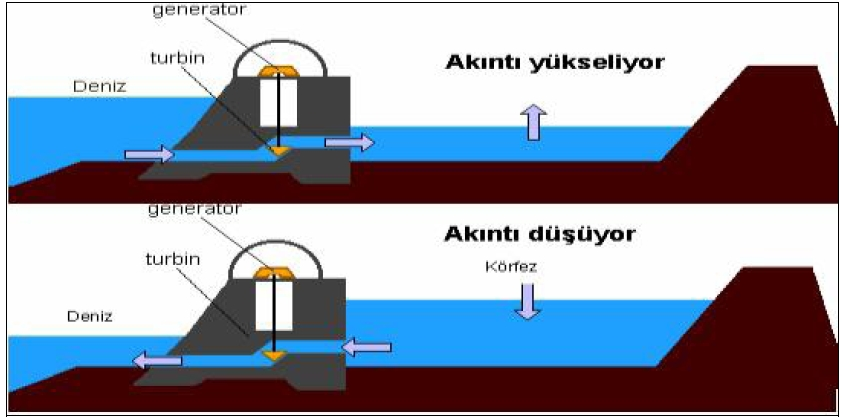 generator
turbin
Akıntı yükseliyor
Deniz
generator
Akıntı düşüyor
turbin
Körfez
Deniz